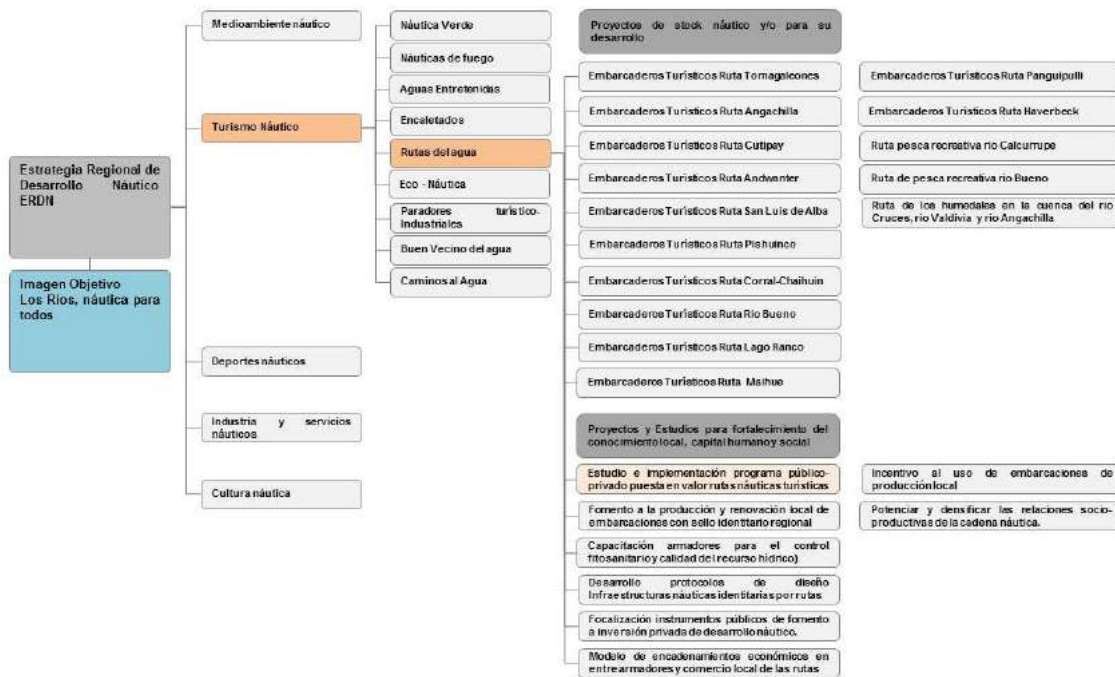 Estrategia Regional de
Desarrollo Náutico
ERDN
Imagen Objetivo
Los Ríos, náutica para
todos
Medioambiente náutico
Turismo Náutico
Deportes náuticos
Industria y servicios
náuticos
Cultura náutica
Náutica Verde
Náuticas de fuego
Aguas Entretenidas
Encaletados
Rutas del agua
Eco - Náutica
Paradores turístico-
Industriales
Buen Vecino del agua
Caminos al Agua
Proyectos de stock náutico y/o para su
desarrollo
Embarcaderos Turísticos Ruta Tornagaleones
Embarcaderos Turísticos Ruta Angachilla
Embarcaderos Turísticos Ruta Cutipay
Embarcaderos Turísticos Ruta Andwanter
Embarcaderos Turísticos Ruta San Luis de Alba
Embarcaderos Turísticos Ruta Pishuinco
Embarcaderos Turísticos Ruta Corral-Chaihuin
Embarcaderos Turísticos Ruta Rio Bueno
Embarcaderos Turísticos Ruta Lago Ranco
Embarcaderos Turísticos Ruta Maihue
Embarcaderos Turísticos Ruta Panguipulli
Embarcaderos Turísticos Ruta Haverbeck
Ruta pesca recreativa rio Calcurrupe
Ruta de pesca recreativa rio Bueno
Ruta de los humedales en la cuenca del rio
Cruces, rio Valdivia y rio Angachilla
Proyectos y Estudios para fortalecimiento del
conocimiento local, capital humano y social
Estudio e implementación programa público-
privado puesta en valor rutas náuticas turísticas
Fomento a la producción y renovación local de
embarcaciones con sello identitario regional
Capacitación armadores para el control
fitosanitario y calidad del recurso hídrico)
Desarrollo protocolos de diseño
Infraestructuras náuticas identitarias por rutas
Focalización instrumentos públicos de fomento
a inversión privada de desarrollo náutico.
Modelo de encadenamientos económicos en
entre armadores y comercio local de las rutas
Incentivo al uso de embarcaciones de
producción local
Potenciar y densificar las relaciones socio-
productivas de la cadena náutica.